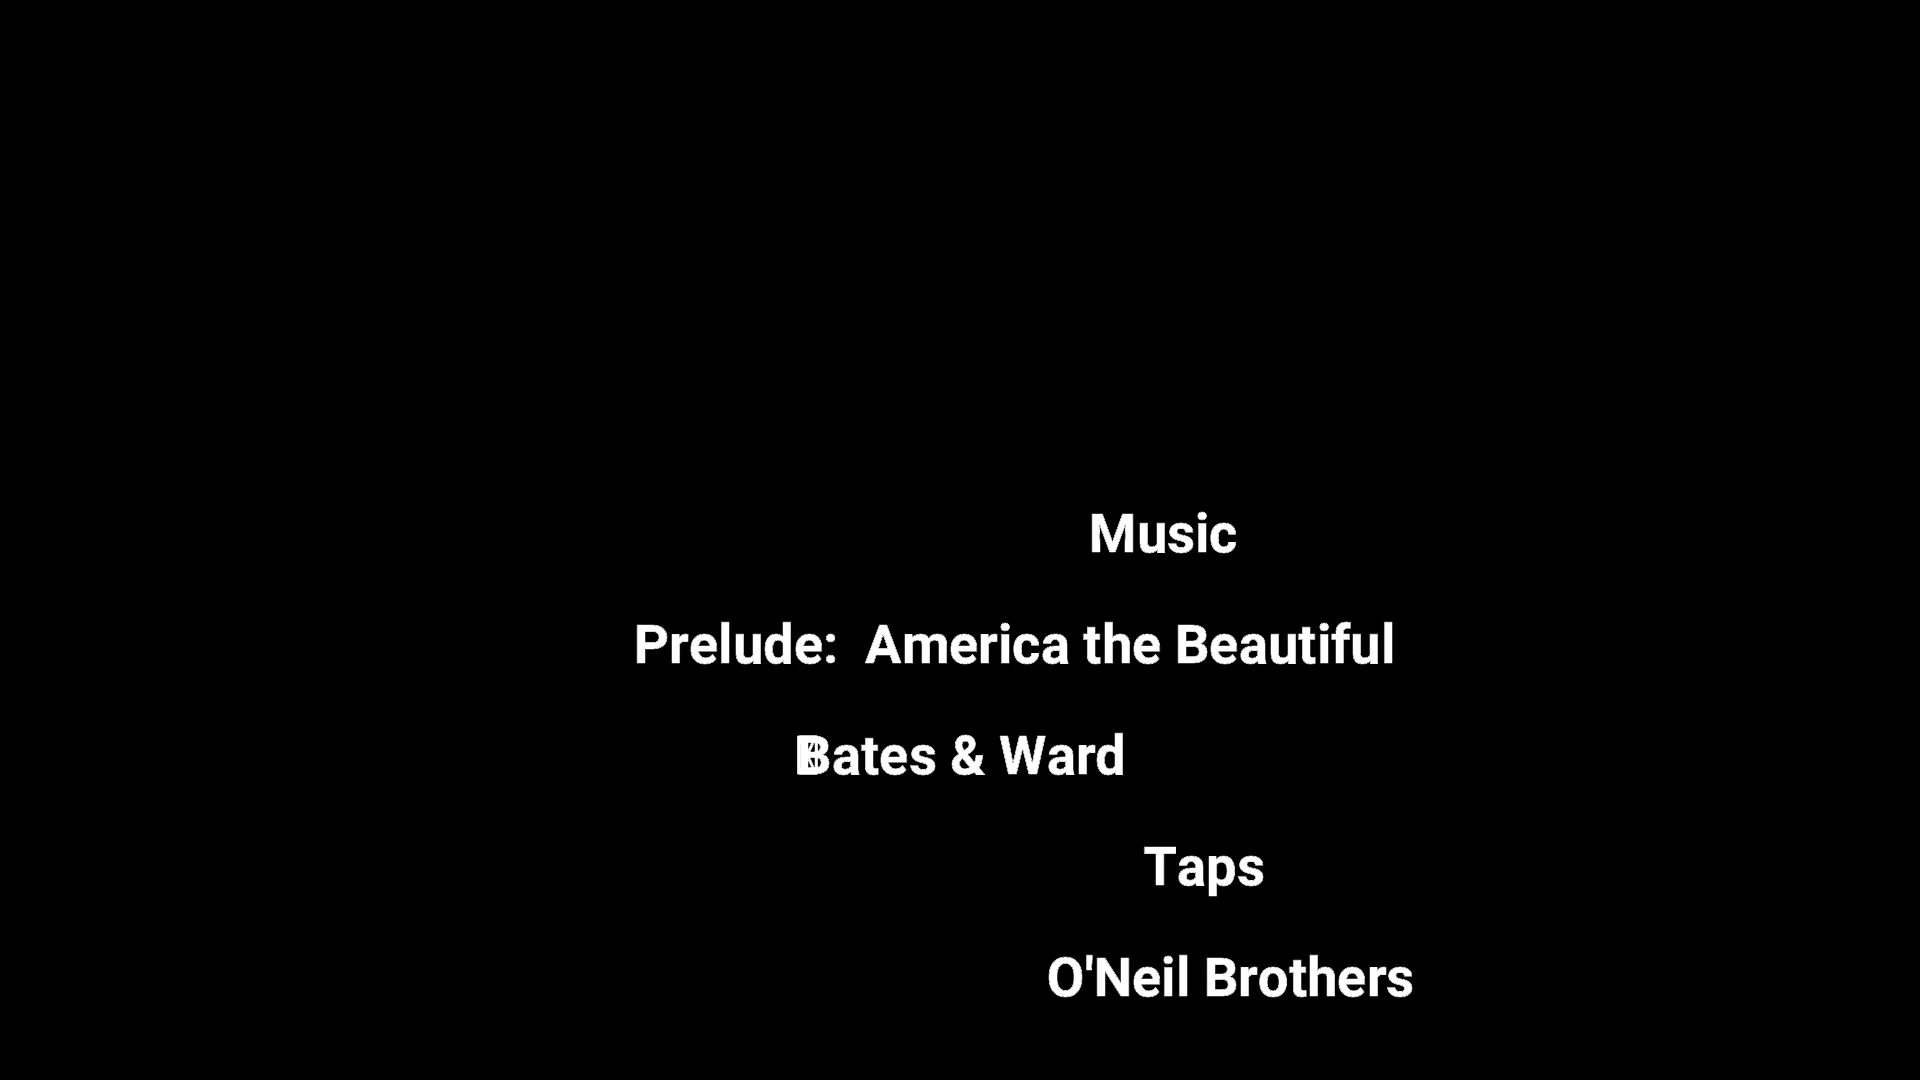 Music
Prelude:  America the Beautiful
Bates & Ward
Taps
O'Neil Brothers